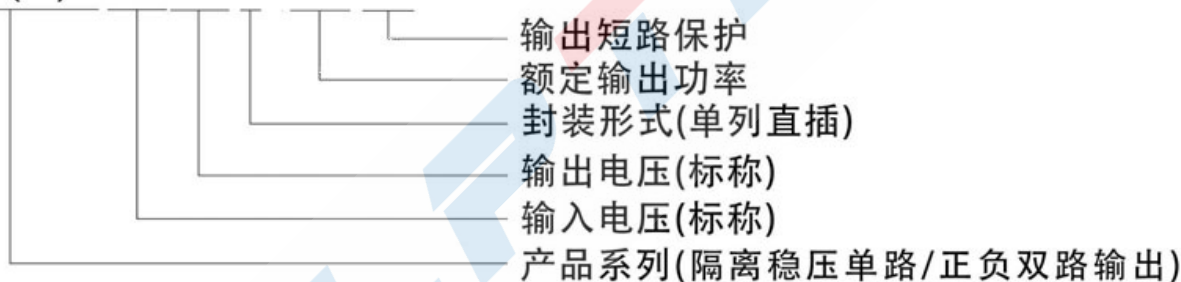 输出短路保护
额定输出功率
封装形式(单列直插)
输出电压(标称)
输入电压(标称)
产品系列(隔离稳压单路/正负双路输出)